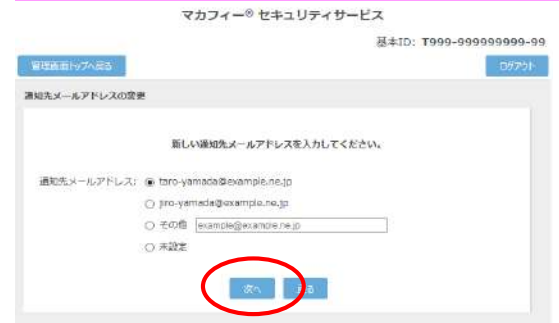 マカフィー® セキュリティサービス
基本ID: T999-999999999-99
管理画面トップへ戻る
ログアウト
通知先メールアドレスの変更
新しい通知先メールアドレスを入力してください。
通知先メールアドレス: taro-yamada@example.ne.jp
jiro-yamada@example.ne.jp
その他 example@example.ne.jp
未設定
次へ 戻る